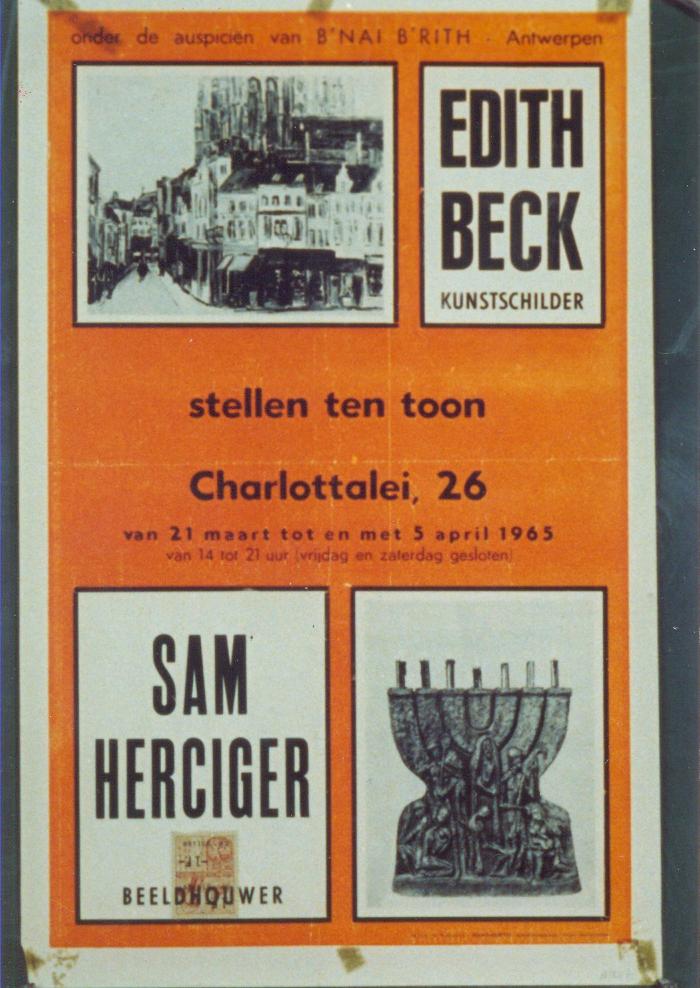 onder de auspiciën van B'NAI B'RITH - Antwerpen
EDITH
BECK
KUNSTSCHILDER
stellen ten toon
Charlottalei, 26
van 21 maart tot en met 5 april 1965
van 14 tot 21 uur (vrijdag en zaterdag gesloten)
SAM
HERCIGER
BEELDHOUWER